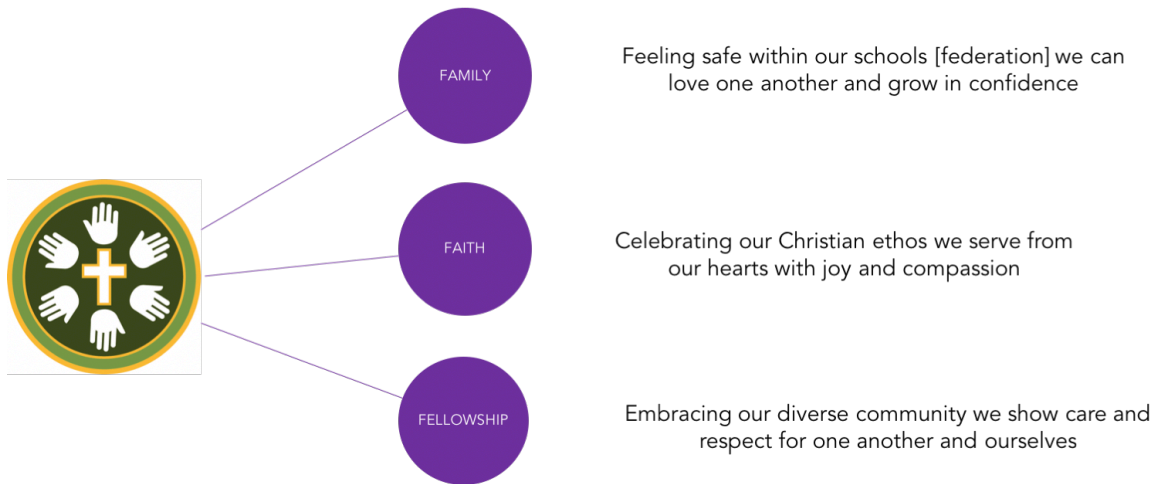 FAMILY
Feeling safe within our schools [federation] we can
love one another and grow in confidence
FAITH
Celebrating our Christian ethos we serve from
our hearts with joy and compassion
FELLOWSHIP
Embracing our diverse community we show care and
respect for one another and ourselves